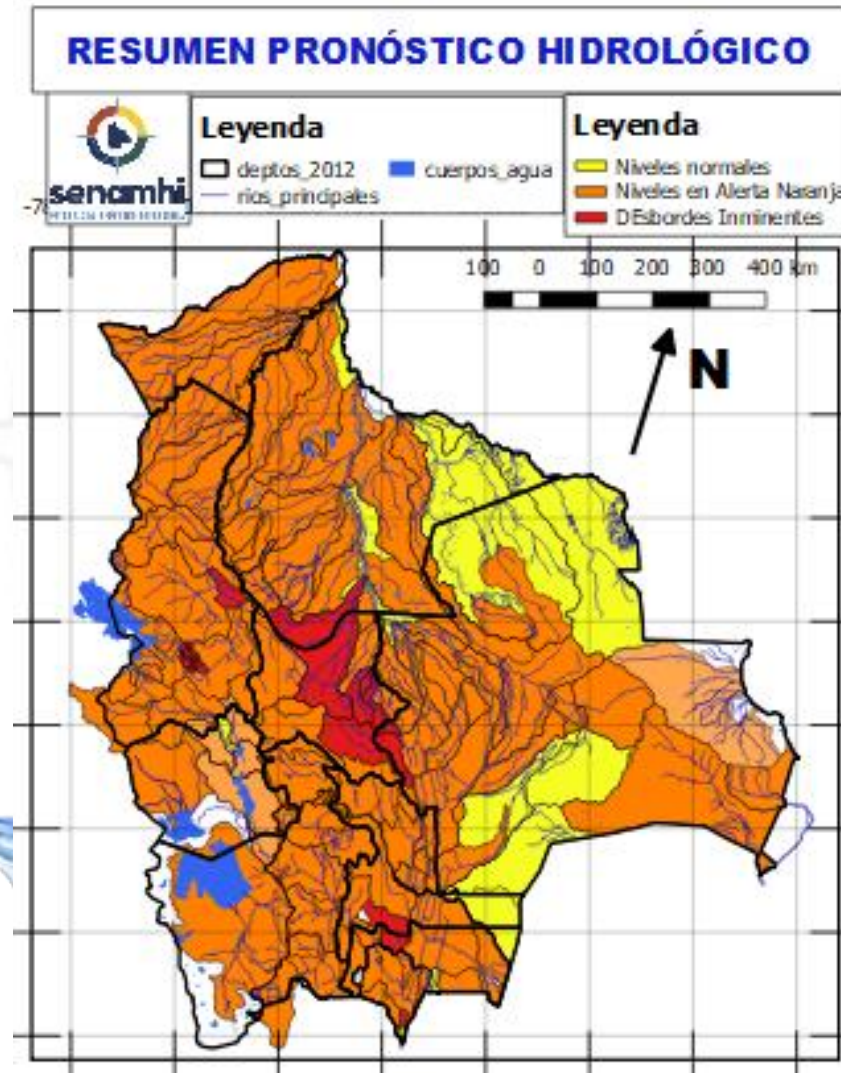 RESUMEN PRONÓSTICO HIDROLÓGICO
senamhi
Leyenda
deptos_2012
cuerpos_agua
rios_principales
Leyenda
Niveles normales
Niveles en Alerta Naranja
DEsbordes Inminentes
100 0 100 200 300 400 km
N